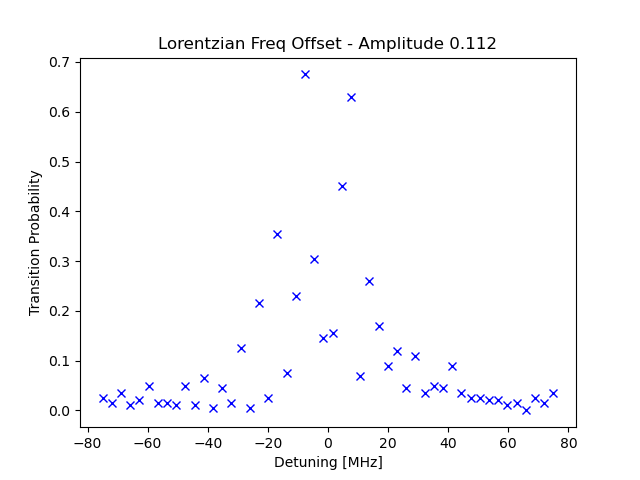 Lorentzian Freq Offset - Amplitude 0.112
0.7
0.6
0.5
0.4
0.3
0.2
0.1
0.0
Transition Probability
−80 −60 −40 −20 0 20 40 60 80
Detuning [MHz]